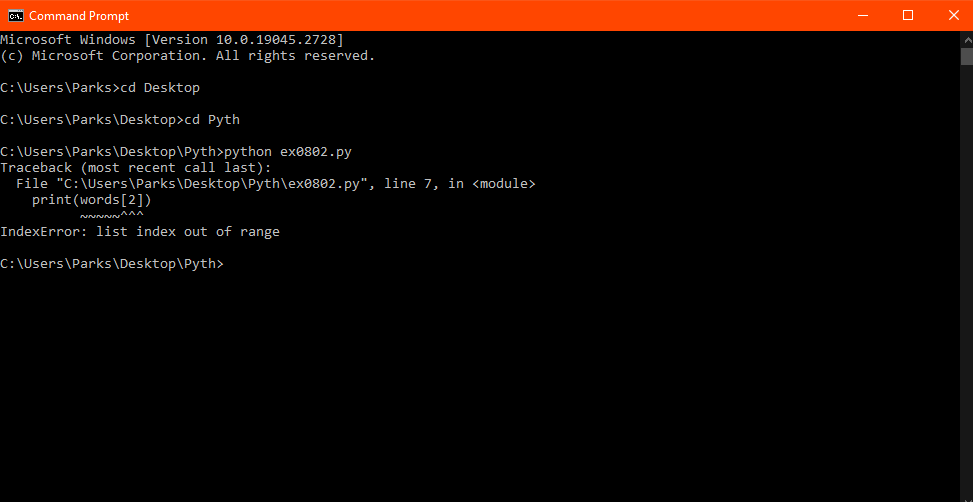 Command Prompt
Microsoft Windows [Version 10.0.19045.2728]
(c) Microsoft Corporation. All rights reserved.
C:\Users\Parks>cd Desktop
C:\Users\Parks\Desktop>cd Pyth
C:\Users\Parks\Desktop\Pyth>python ex0802.py
Traceback (most recent call last):
  File "C:\Users\Parks\Desktop\Pyth\ex0802.py", line 7, in <module>
    print(words[2])
          ~~~~~^^^
IndexError: list index out of range
C:\Users\Parks\Desktop\Pyth>